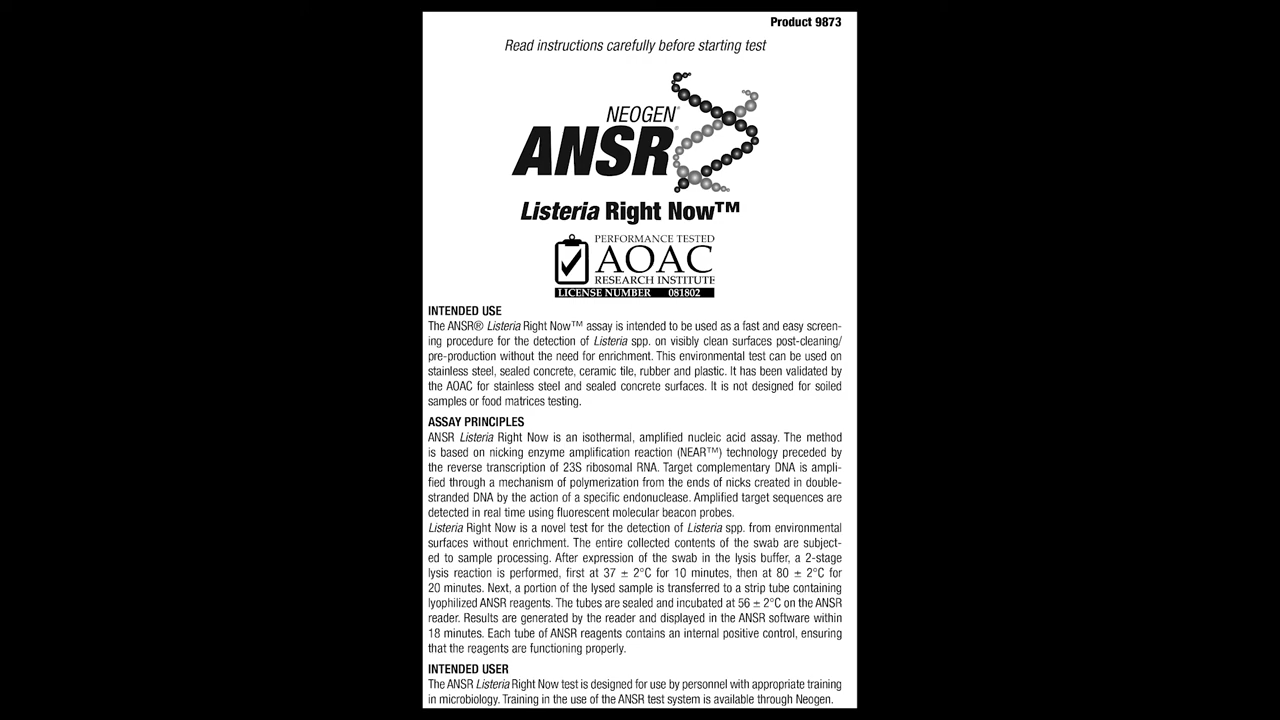 Product 9873
Read instructions carefully before starting test
NEOGEN®
ANSR®
Listeria Right Now™
PERFORMANCE TESTED
AOAC
RESEARCH INSTITUTE
LICENSE NUMBER 081802
INTENDED USE
The ANSR® Listeria Right Now™ assay is intended to be used as a fast and easy screen-
ing procedure for the detection of Listeria spp. on visibly clean surfaces post-cleaning/
pre-production without the need for enrichment. This environmental test can be used on
stainless steel, sealed concrete, ceramic tile, rubber and plastic. It has been validated by
the AOAC for stainless steel and sealed concrete surfaces. It is not designed for soiled
samples or food matrices testing.
ASSAY PRINCIPLES
ANSR Listeria Right Now is an isothermal, amplified nucleic acid assay. The method
is based on nicking enzyme amplification reaction (NEAR™) technology preceded by
the reverse transcription of 23S ribosomal RNA. Target complementary DNA is ampli-
fied through a mechanism of polymerization from the ends of nicks created in double-
stranded DNA by the action of a specific endonuclease. Amplified target sequences are
detected in real time using fluorescent molecular beacon probes.
Listeria Right Now is a novel test for the detection of Listeria spp. from environmental
surfaces without enrichment. The entire collected contents of the swab are subject-
ed to sample processing. After expression of the swab in the lysis buffer, a 2-stage
lysis reaction is performed, first at 37 ± 2°C for 10 minutes, then at 80 ± 2°C for
20 minutes. Next, a portion of the lysed sample is transferred to a strip tube containing
lyophilized ANSR reagents. The tubes are sealed and incubated at 56 ± 2°C on the ANSR
reader. Results are generated by the reader and displayed in the ANSR software within
18 minutes. Each tube of ANSR reagents contains an internal positive control, ensuring
that the reagents are functioning properly.
INTENDED USER
The ANSR Listeria Right Now test is designed for use by personnel with appropriate training
in microbiology. Training in the use of the ANSR test system is available through Neogen.